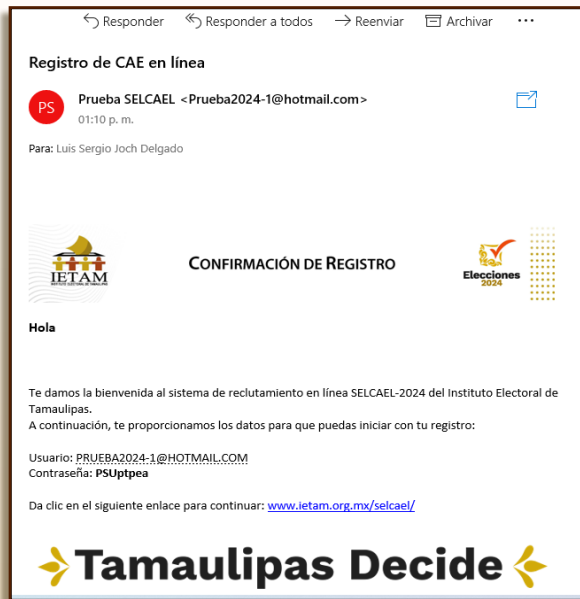 Responder Responder a todos Reenviar Archivar ...
Registro de CAE en línea
PS
Prueba SELCAEL <Prueba2024-1@hotmail.com>
01:10 p. m.
Para: Luis Sergio Joch Delgado
IETAM
INSTITUTO ELECTORAL DE TAMAULIPAS
CONFIRMACIÓN DE REGISTRO
Elecciones
2024
Hola
Te damos la bienvenida al sistema de reclutamiento en línea SELCAEL-2024 del Instituto Electoral de
Tamaulipas.
A continuación, te proporcionamos los datos para que puedas iniciar con tu registro:
Usuario: PRUEBA2024-1@HOTMAIL.COM
Contraseña: PSUptpea
Da clic en el siguiente enlace para continuar: www.ietam.org.mx/selcael/
Tamaulipas Decide